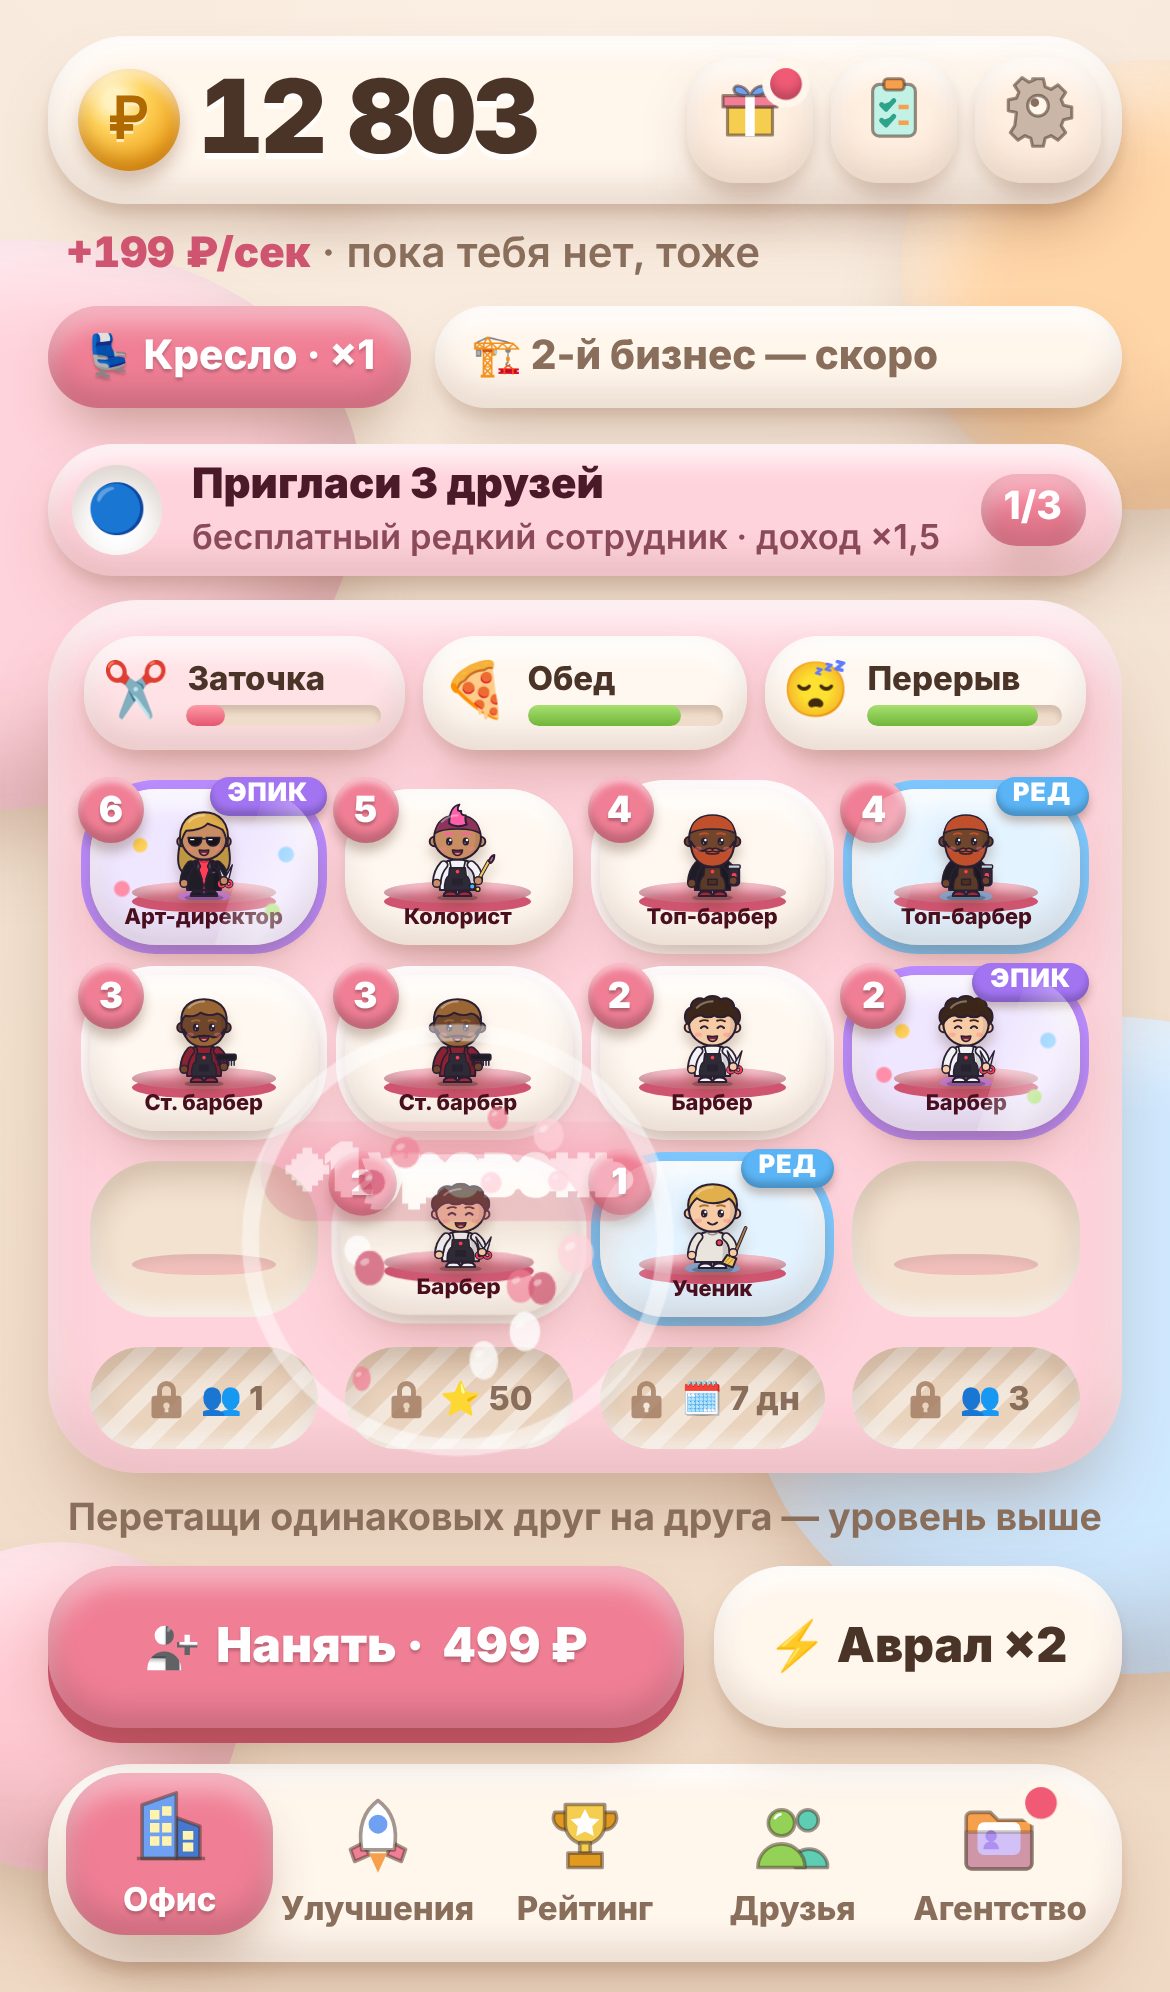 ₽ 12 803
+199 ₽/сек · пока тебя нет, тоже
Кресло · ×1
2-й бизнес — скоро
Пригласи 3 друзей
бесплатный редкий сотрудник · доход ×1,5
1/3
Заточка
Обед
Перерыв
6 ЭПИК
Арт-директор
5
Колорист
4
Топ-барбер
4 РЕД
Топ-барбер
3
Ст. барбер
3
Ст. барбер
2
Барбер
2 ЭПИК
Барбер
2
Барбер
1 РЕД
Ученик
1
50
7 дн
3
Перетащи одинаковых друг на друга — уровень выше
Нанять · 499 ₽
Аврал ×2
Офис
Улучшения
Рейтинг
Друзья
Агентство